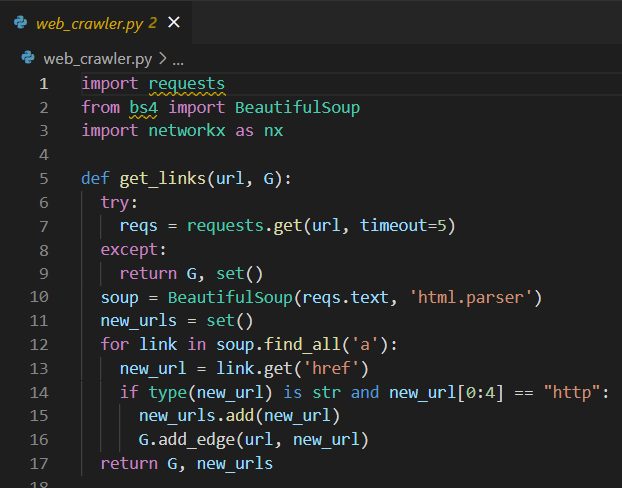 web_crawler.py 2 ×
web_crawler.py > ...
1 import requests
2 from bs4 import BeautifulSoup
3 import networkx as nx
4
5 def get_links(url, G):
6   try:
7     reqs = requests.get(url, timeout=5)
8   except:
9     return G, set()
10   soup = BeautifulSoup(reqs.text, 'html.parser')
11   new_urls = set()
12   for link in soup.find_all('a'):
13     new_url = link.get('href')
14     if type(new_url) is str and new_url[0:4] == "http":
15       new_urls.add(new_url)
16       G.add_edge(url, new_url)
17   return G, new_urls
18